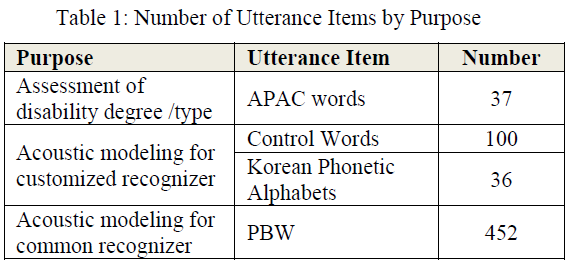 Table 1: Number of Utterance Items by Purpose
Purpose Utterance Item Number
Assessment of
disability degree /type
APAC words 37
Acoustic modeling for
customized recognizer
Control Words 100
Korean Phonetic
Alphabets
36
Acoustic modeling for
common recognizer
PBW 452